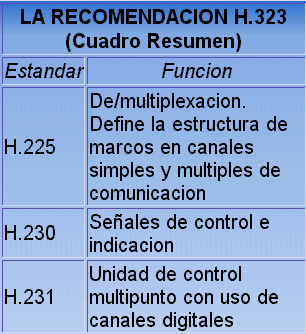 LA RECOMENDACION H.323
(Cuadro Resumen)
Estandar Funcion
H.225
De/multiplexacion.
Define la estructura de
marcos en canales
simples y multiples de
comunicacion
H.230
Señales de control e
indicacion
H.231
Unidad de control
multipunto con uso de
canales digitales